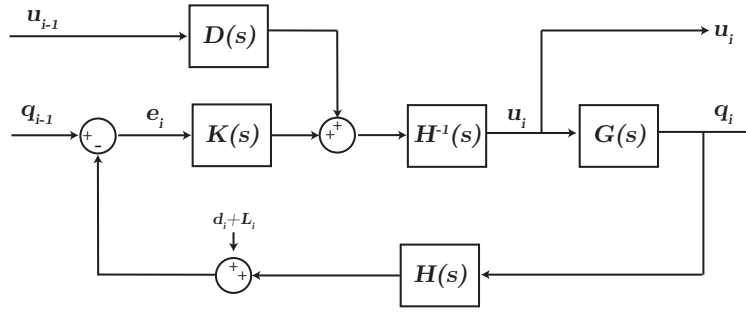 u_{i-1}
D(s)
u_i
q_{i-1}
+
-
e_i
K(s)
+
+
H^{-1}(s)
u_i
G(s)
q_i
d_i+L_i
+
+
H(s)